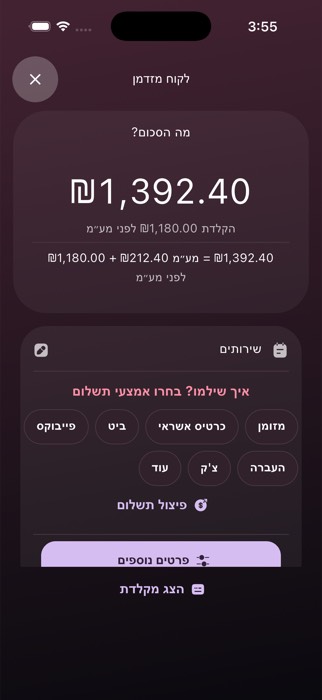 3:55
לקוח מזדמן
מה הסכום?
₪1,392.40
הקלדת ₪1,180.00 לפני מע״מ
₪1,180.00 + ₪212.40 מע״מ = ₪1,392.40
לפני מע״מ
שירותים
איך שילמו? בחרו אמצעי תשלום
מזומן כרטיס אשראי ביט פייבוקס
העברה צ'ק עוד
פיצול תשלום
פרטים נוספים
הצג מקלדת